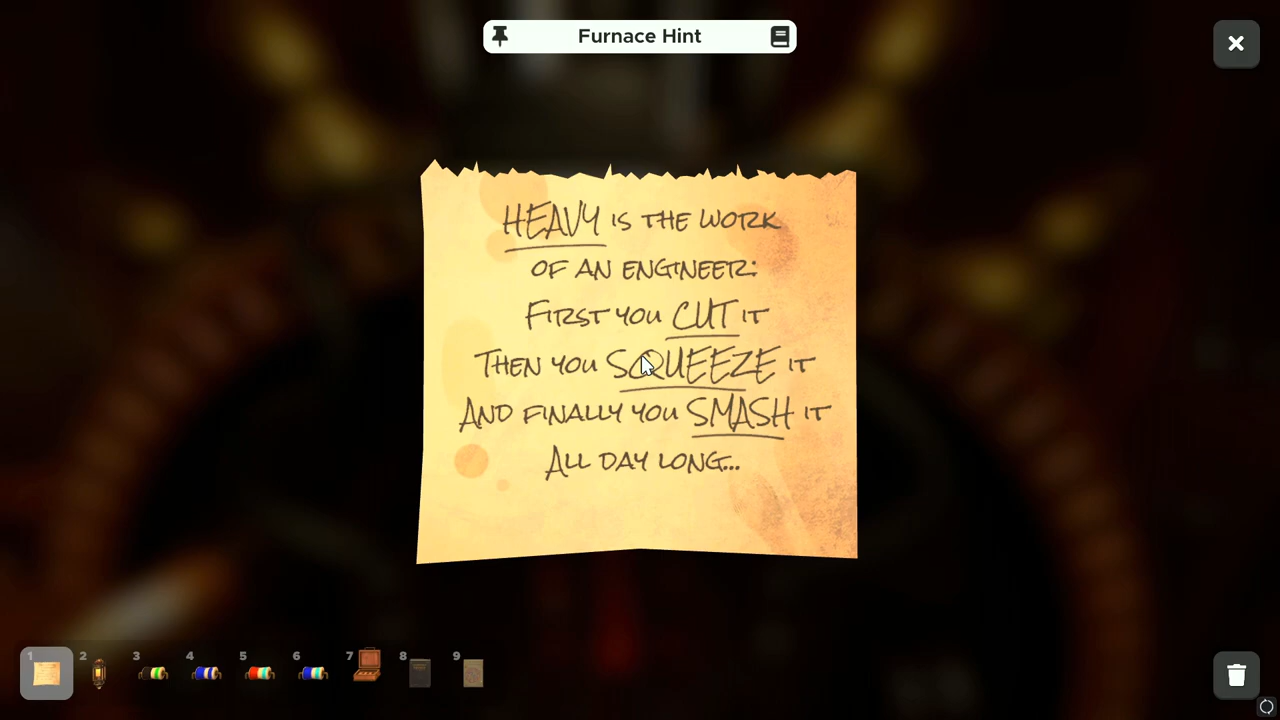 Furnace Hint
HEAVY IS THE WORK
OF AN ENGINEER:
FIRST YOU CUT IT
THEN YOU SQUEEZE IT
AND FINALLY YOU SMASH IT
ALL DAY LONG...
1 2 3 4 5 6 7 8 9